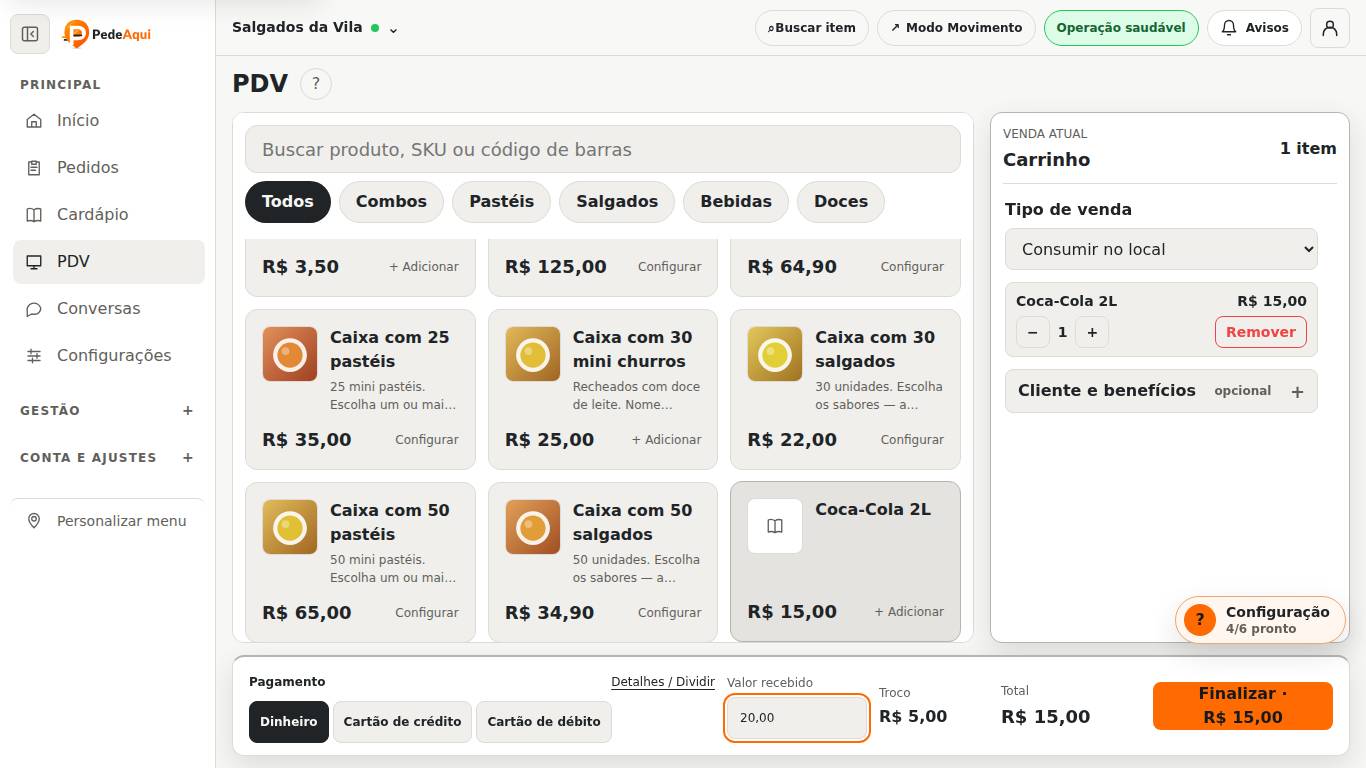 PedeAqui
PRINCIPAL
Início
Pedidos
Cardápio
PDV
Conversas
Configurações
GESTÃO +
CONTA E AJUSTES +
Personalizar menu
Salgados da Vila
Buscar item
↗ Modo Movimento
Operação saudável
Avisos
PDV ?
Buscar produto, SKU ou código de barras
Todos Combos Pastéis Salgados Bebidas Doces
R$ 3,50 + Adicionar
R$ 125,00 Configurar
R$ 64,90 Configurar
Caixa com 25
pastéis
25 mini pastéis.
Escolha um ou mai…
R$ 35,00 Configurar
Caixa com 30
mini churros
Recheados com doce
de leite. Nome…
R$ 25,00 + Adicionar
Caixa com 30
salgados
30 unidades. Escolha
os sabores — a…
R$ 22,00 Configurar
Caixa com 50
pastéis
50 mini pastéis.
Escolha um ou mai…
R$ 65,00 Configurar
Caixa com 50
salgados
50 unidades. Escolha
os sabores — a…
R$ 34,90 Configurar
Coca-Cola 2L
R$ 15,00 + Adicionar
VENDA ATUAL
Carrinho
1 item
Tipo de venda
Consumir no local
Coca-Cola 2L R$ 15,00
− 1 + Remover
Cliente e benefícios opcional +
? Configuração
4/6 pronto
Pagamento
Detalhes / Dividir
Dinheiro Cartão de crédito Cartão de débito
Valor recebido
20,00
Troco
R$ 5,00
Total
R$ 15,00
Finalizar ·
R$ 15,00